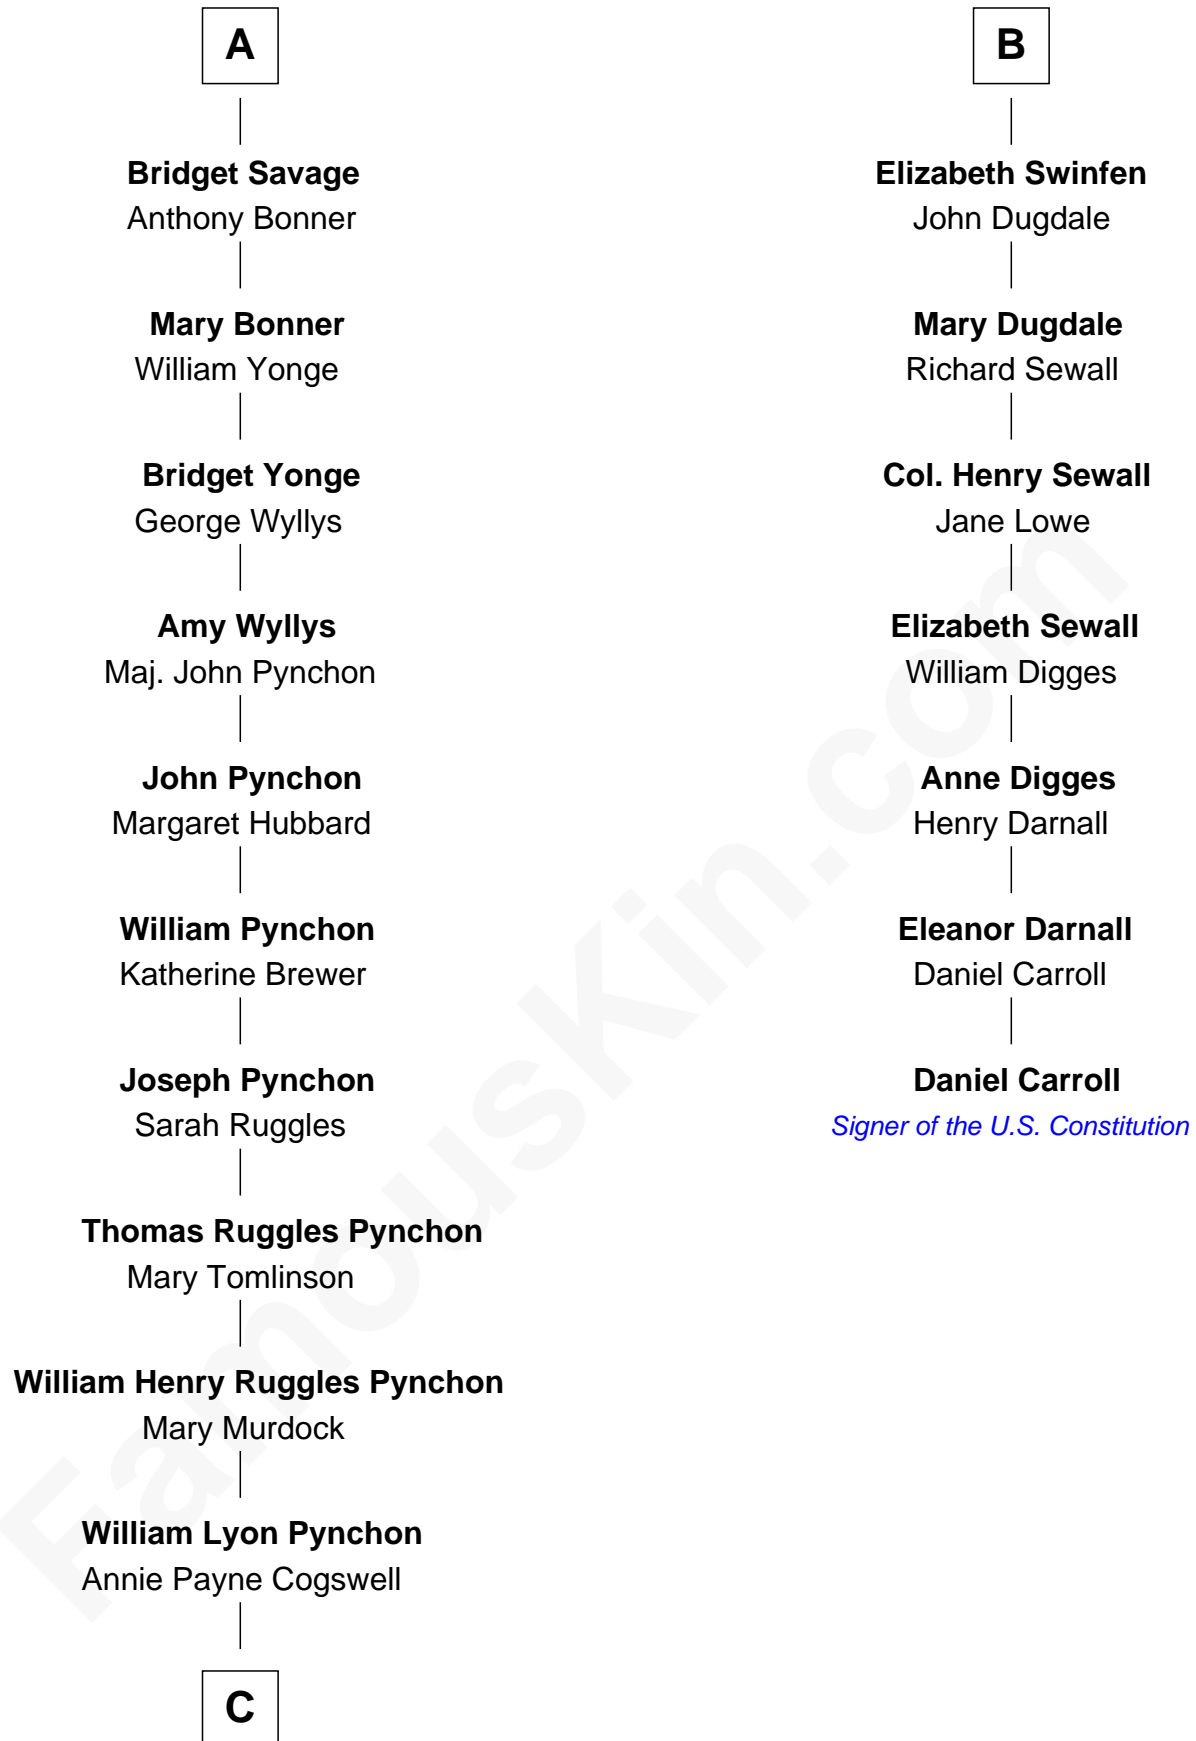 A
Bridget Savage
Anthony Bonner
Mary Bonner
William Yonge
Bridget Yonge
George Wyllys
Amy Wyllys
Maj. John Pynchon
John Pynchon
Margaret Hubbard
William Pynchon
Katherine Brewer
Joseph Pynchon
Sarah Ruggles
Thomas Ruggles Pynchon
Mary Tomlinson
William Henry Ruggles Pynchon
Mary Murdock
William Lyon Pynchon
Annie Payne Cogswell
C
B
Elizabeth Swinfen
John Dugdale
Mary Dugdale
Richard Sewall
Col. Henry Sewall
Jane Lowe
Elizabeth Sewall
William Digges
Anne Digges
Henry Darnall
Eleanor Darnall
Daniel Carroll
Daniel Carroll
Signer of the U.S. Constitution
FamousKin.com